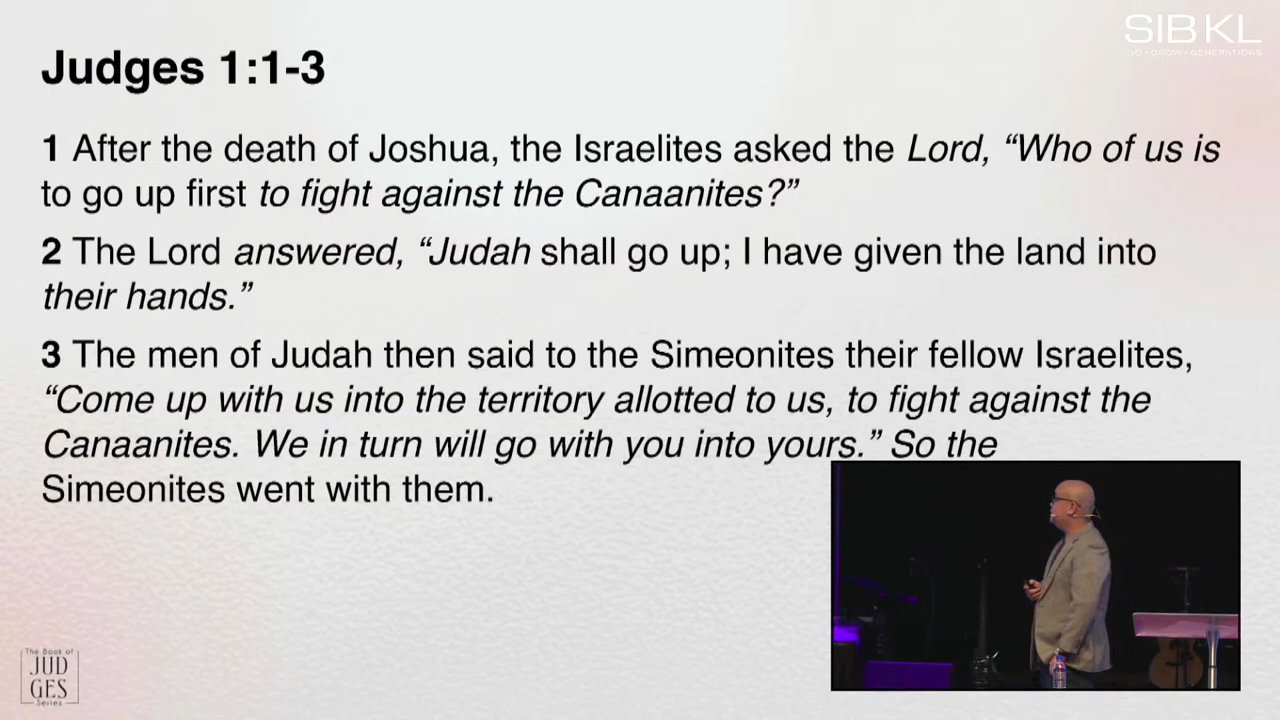 SIBKL
GO • GROW • GENERATIONS
Judges 1:1-3
1 After the death of Joshua, the Israelites asked the Lord, “Who of us is
to go up first to fight against the Canaanites?”
2 The Lord answered, “Judah shall go up; I have given the land into
their hands.”
3 The men of Judah then said to the Simeonites their fellow Israelites,
“Come up with us into the territory allotted to us, to fight against the
Canaanites. We in turn will go with you into yours.” So the
Simeonites went with them.
The Book of
JUD
GES
Series